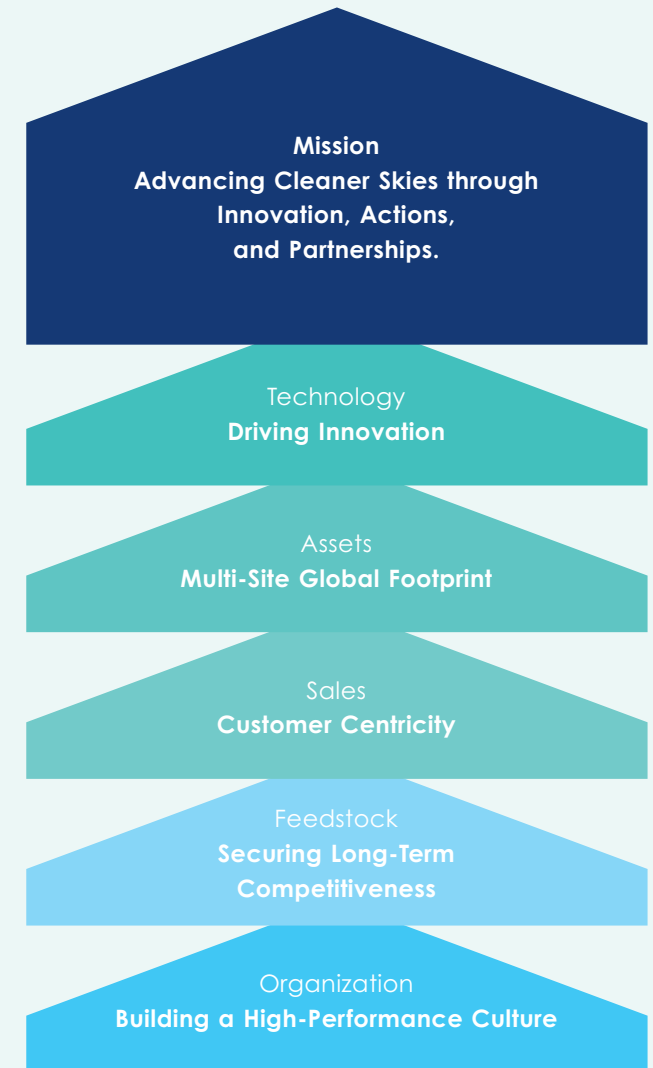 Mission
Advancing Cleaner Skies through
Innovation, Actions,
and Partnerships.
Technology
Driving Innovation
Assets
Multi-Site Global Footprint
Sales
Customer Centricity
Feedstock
Securing Long-Term
Competitiveness
Organization
Building a High-Performance Culture